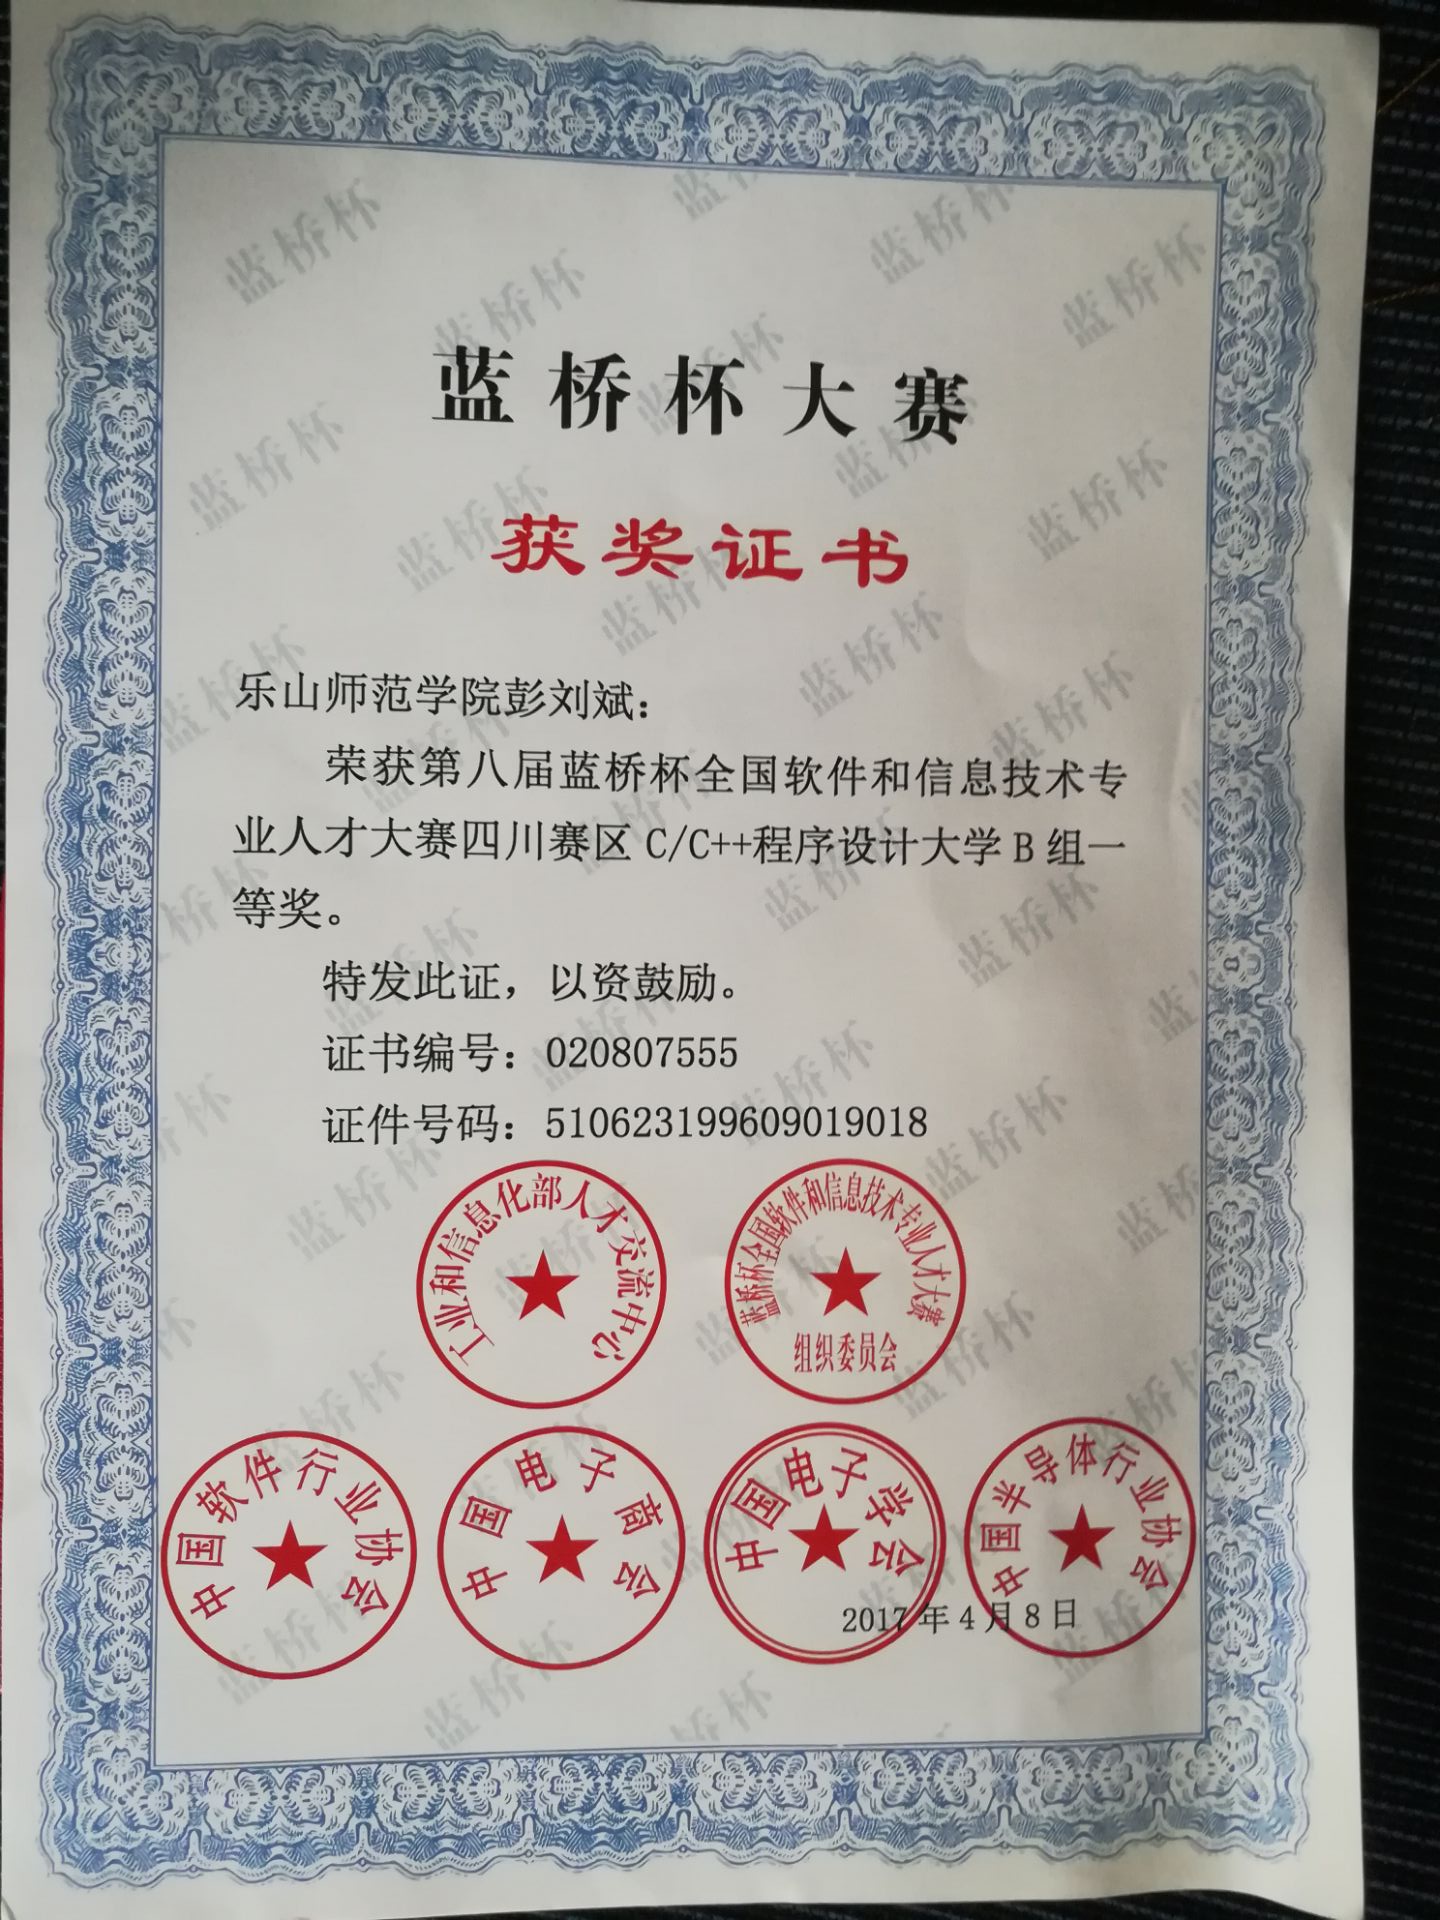 蓝桥杯大赛
获奖证书
乐山师范学院彭刘斌：
荣获第八届蓝桥杯全国软件和信息技术专
业人才大赛四川赛区 C/C++程序设计大学 B 组一
等奖。
特发此证，以资鼓励。
证书编号：020807555
证件号码：510623199609019018
工业和信息化部人才交流中心
蓝桥杯全国软件和信息技术专业人才大赛
组织委员会
中国软件行业协会
中国电子商会
中国电子学会
中国半导体行业协会
2017 年 4 月 8 日
蓝桥杯